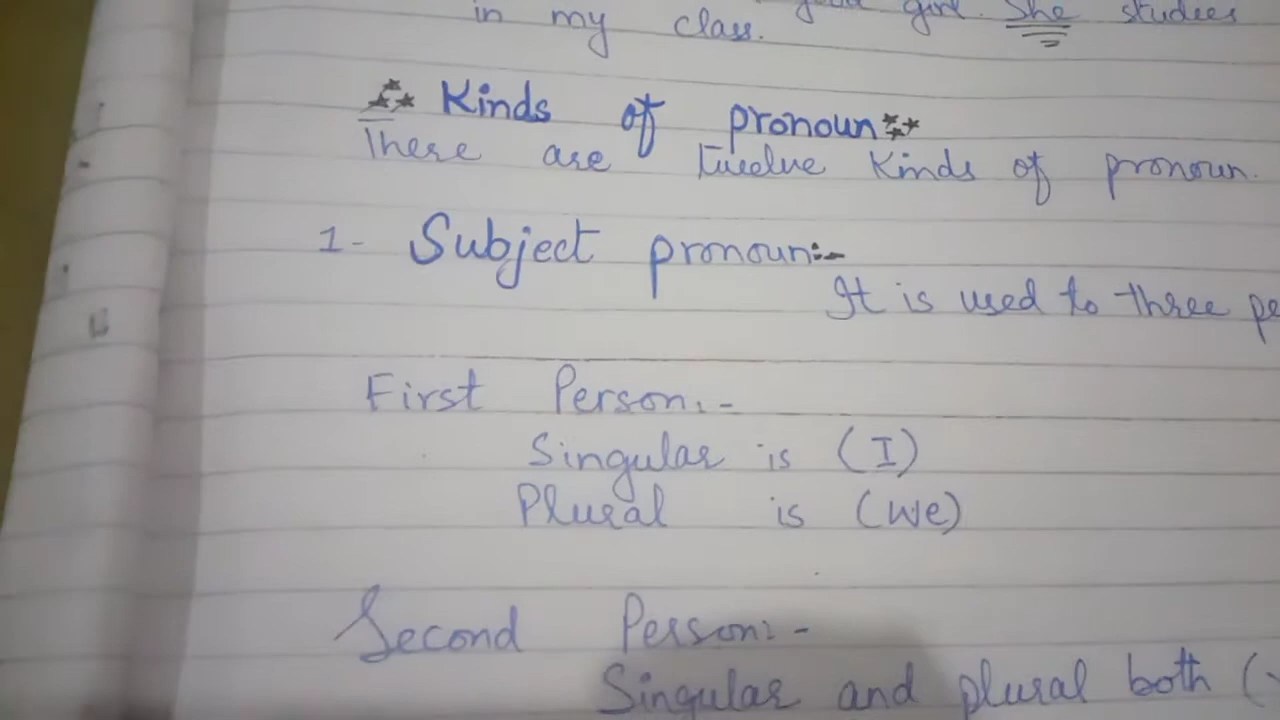 in my class. girl. She studies
Kinds of pronoun
There are twelve kinds of pronoun.
1- Subject pronoun:-
It is used to three
First Person:-
Singular is (I)
Plural is (we)
Second Person:-
Singular and plural both (